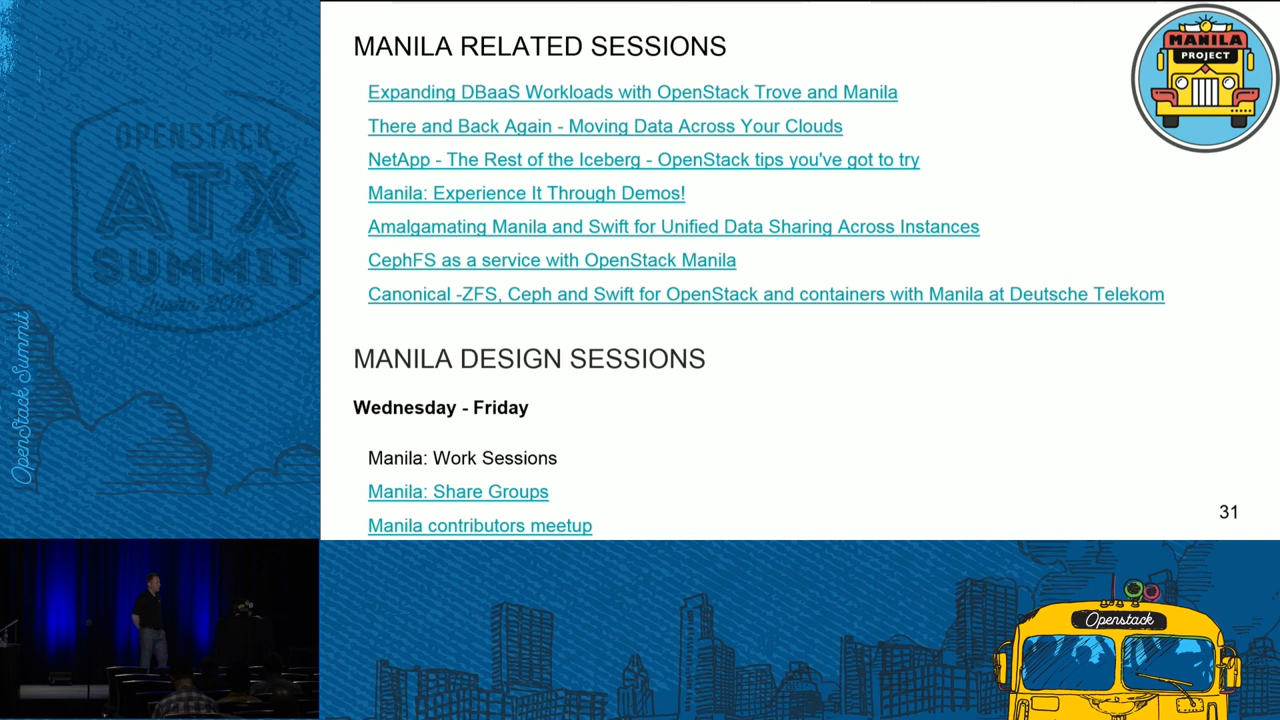 MANILA RELATED SESSIONS
MANILA
PROJECT
Expanding DBaaS Workloads with OpenStack Trove and Manila
There and Back Again - Moving Data Across Your Clouds
NetApp - The Rest of the Iceberg - OpenStack tips you've got to try
Manila: Experience It Through Demos!
Amalgamating Manila and Swift for Unified Data Sharing Across Instances
CephFS as a service with OpenStack Manila
Canonical -ZFS, Ceph and Swift for OpenStack and containers with Manila at Deutsche Telekom
MANILA DESIGN SESSIONS
Wednesday - Friday
Manila: Work Sessions
Manila: Share Groups
Manila contributors meetup
31
OPENSTACK
ATX
SUMMIT
OpenStack Summit
Openstack